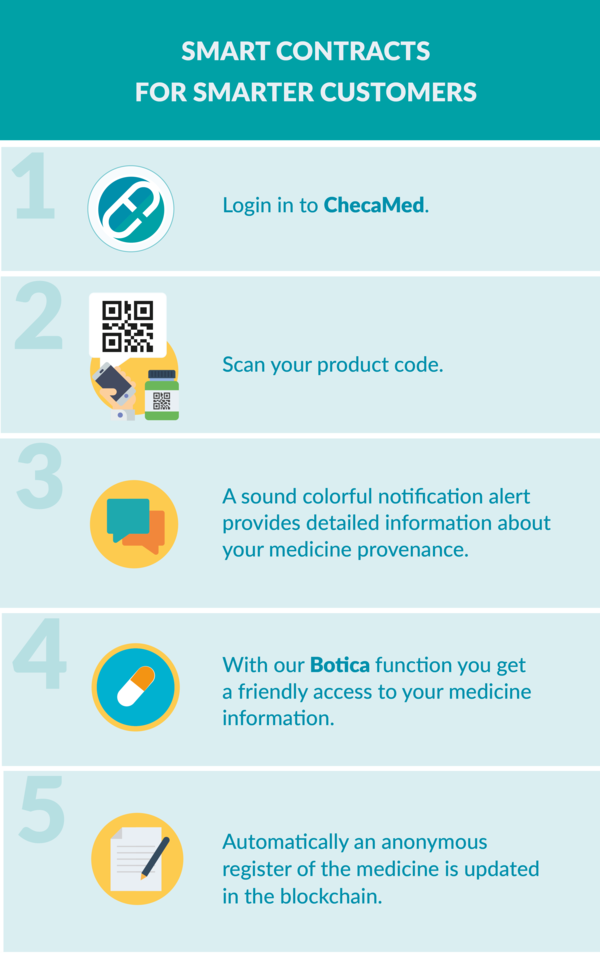 SMART CONTRACTS
FOR SMARTER CUSTOMERS
1
Login in to ChecaMed.
2
Scan your product code.
3
A sound colorful notification alert
provides detailed information about
your medicine provenance.
4
With our Botica function you get
a friendly access to your medicine
information.
5
Automatically an anonymous
register of the medicine is updated
in the blockchain.